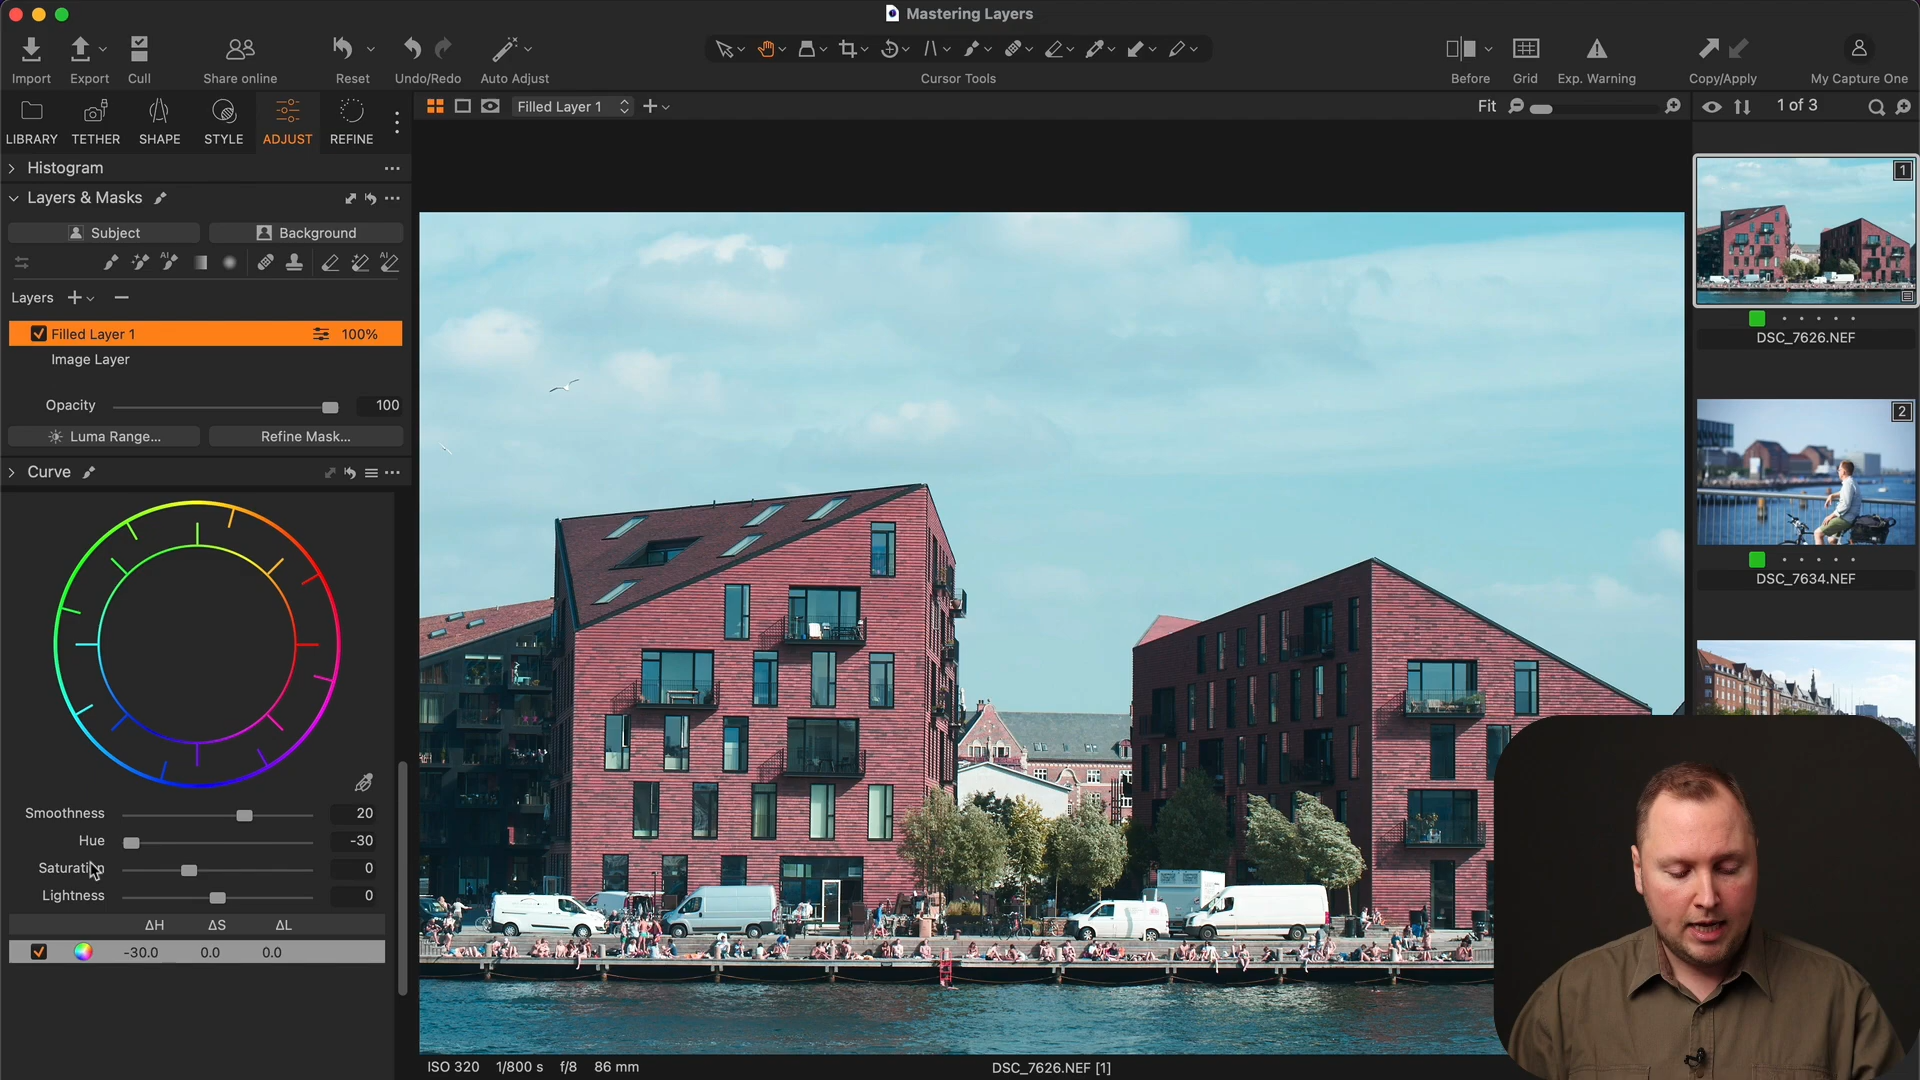 Mastering Layers
Import
Export
Cull
Share online
Reset
Undo/Redo
Auto Adjust
Cursor Tools
Before
Grid
Exp. Warning
Copy/Apply
My Capture One
LIBRARY
TETHER
SHAPE
STYLE
ADJUST
REFINE
Filled Layer 1
Fit
1 of 3
Histogram
Layers & Masks
Subject
Background
AI
AI
Layers
Filled Layer 1
100%
Image Layer
Opacity
100
Luma Range...
Refine Mask...
Curve
Smoothness
20
Hue
-30
Saturation
0
Lightness
0
ΔH
ΔS
ΔL
-30.0
0.0
0.0
1
DSC_7626.NEF
2
DSC_7634.NEF
ISO 320
1/800 s
f/8
86 mm
DSC_7626.NEF [1]